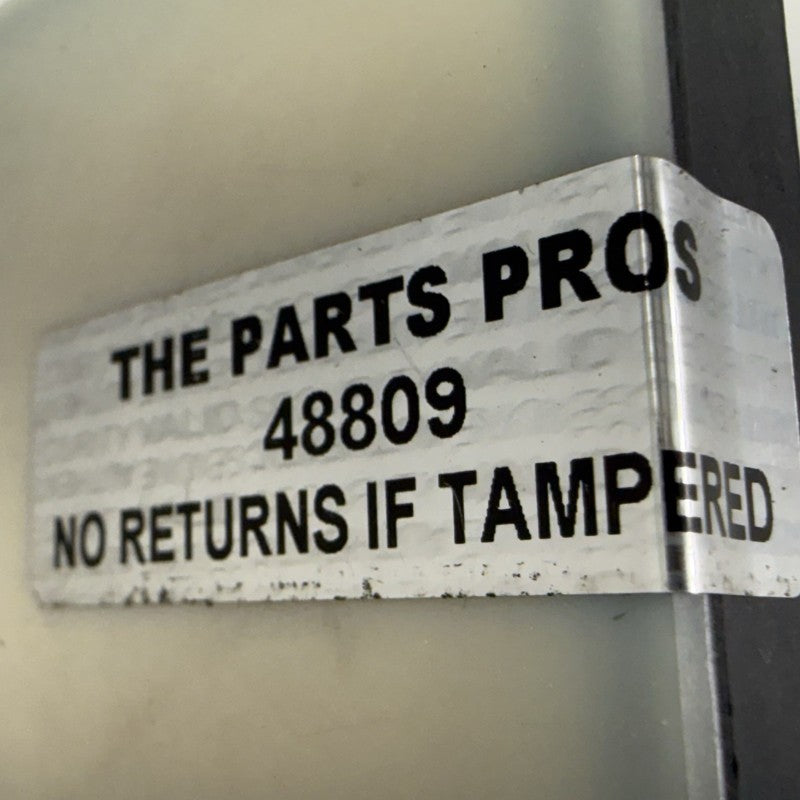 THE PARTS PROS
48809
NO RETURNS IF TAMPERED